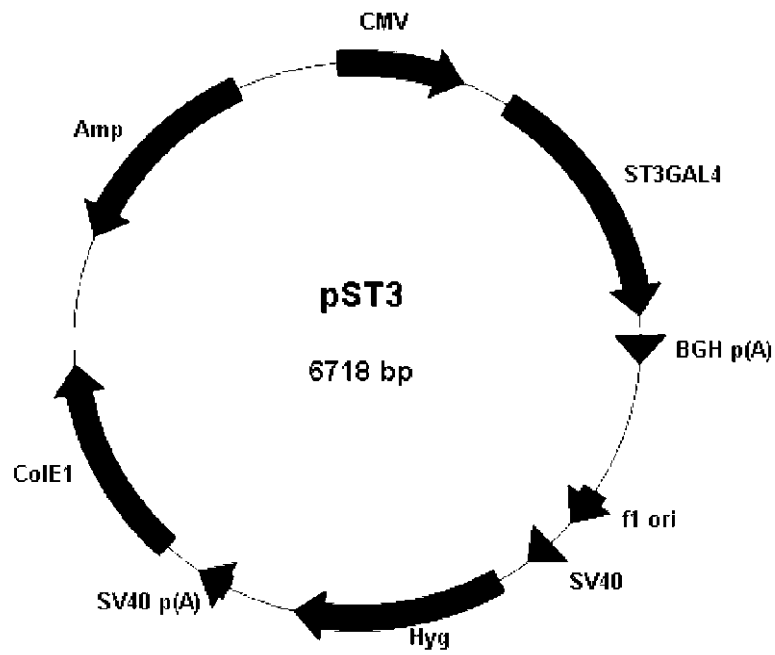 CMV
Amp
ST3GAL4
pST3
6718 bp
BGH p(A)
ColE1
f1 ori
SV40
SV40 p(A)
Hyg